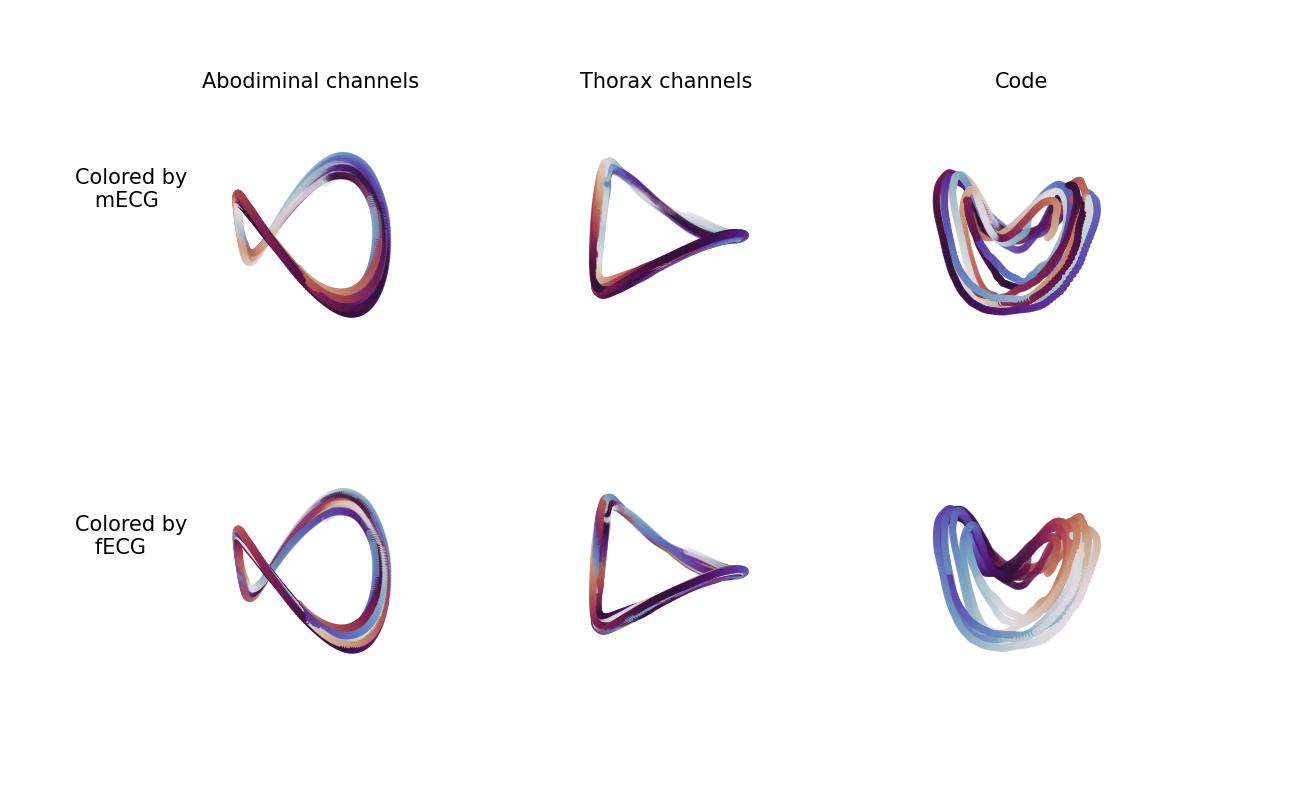 Abodiminal channels
Thorax channels
Code
Colored by
mECG
Colored by
fECG